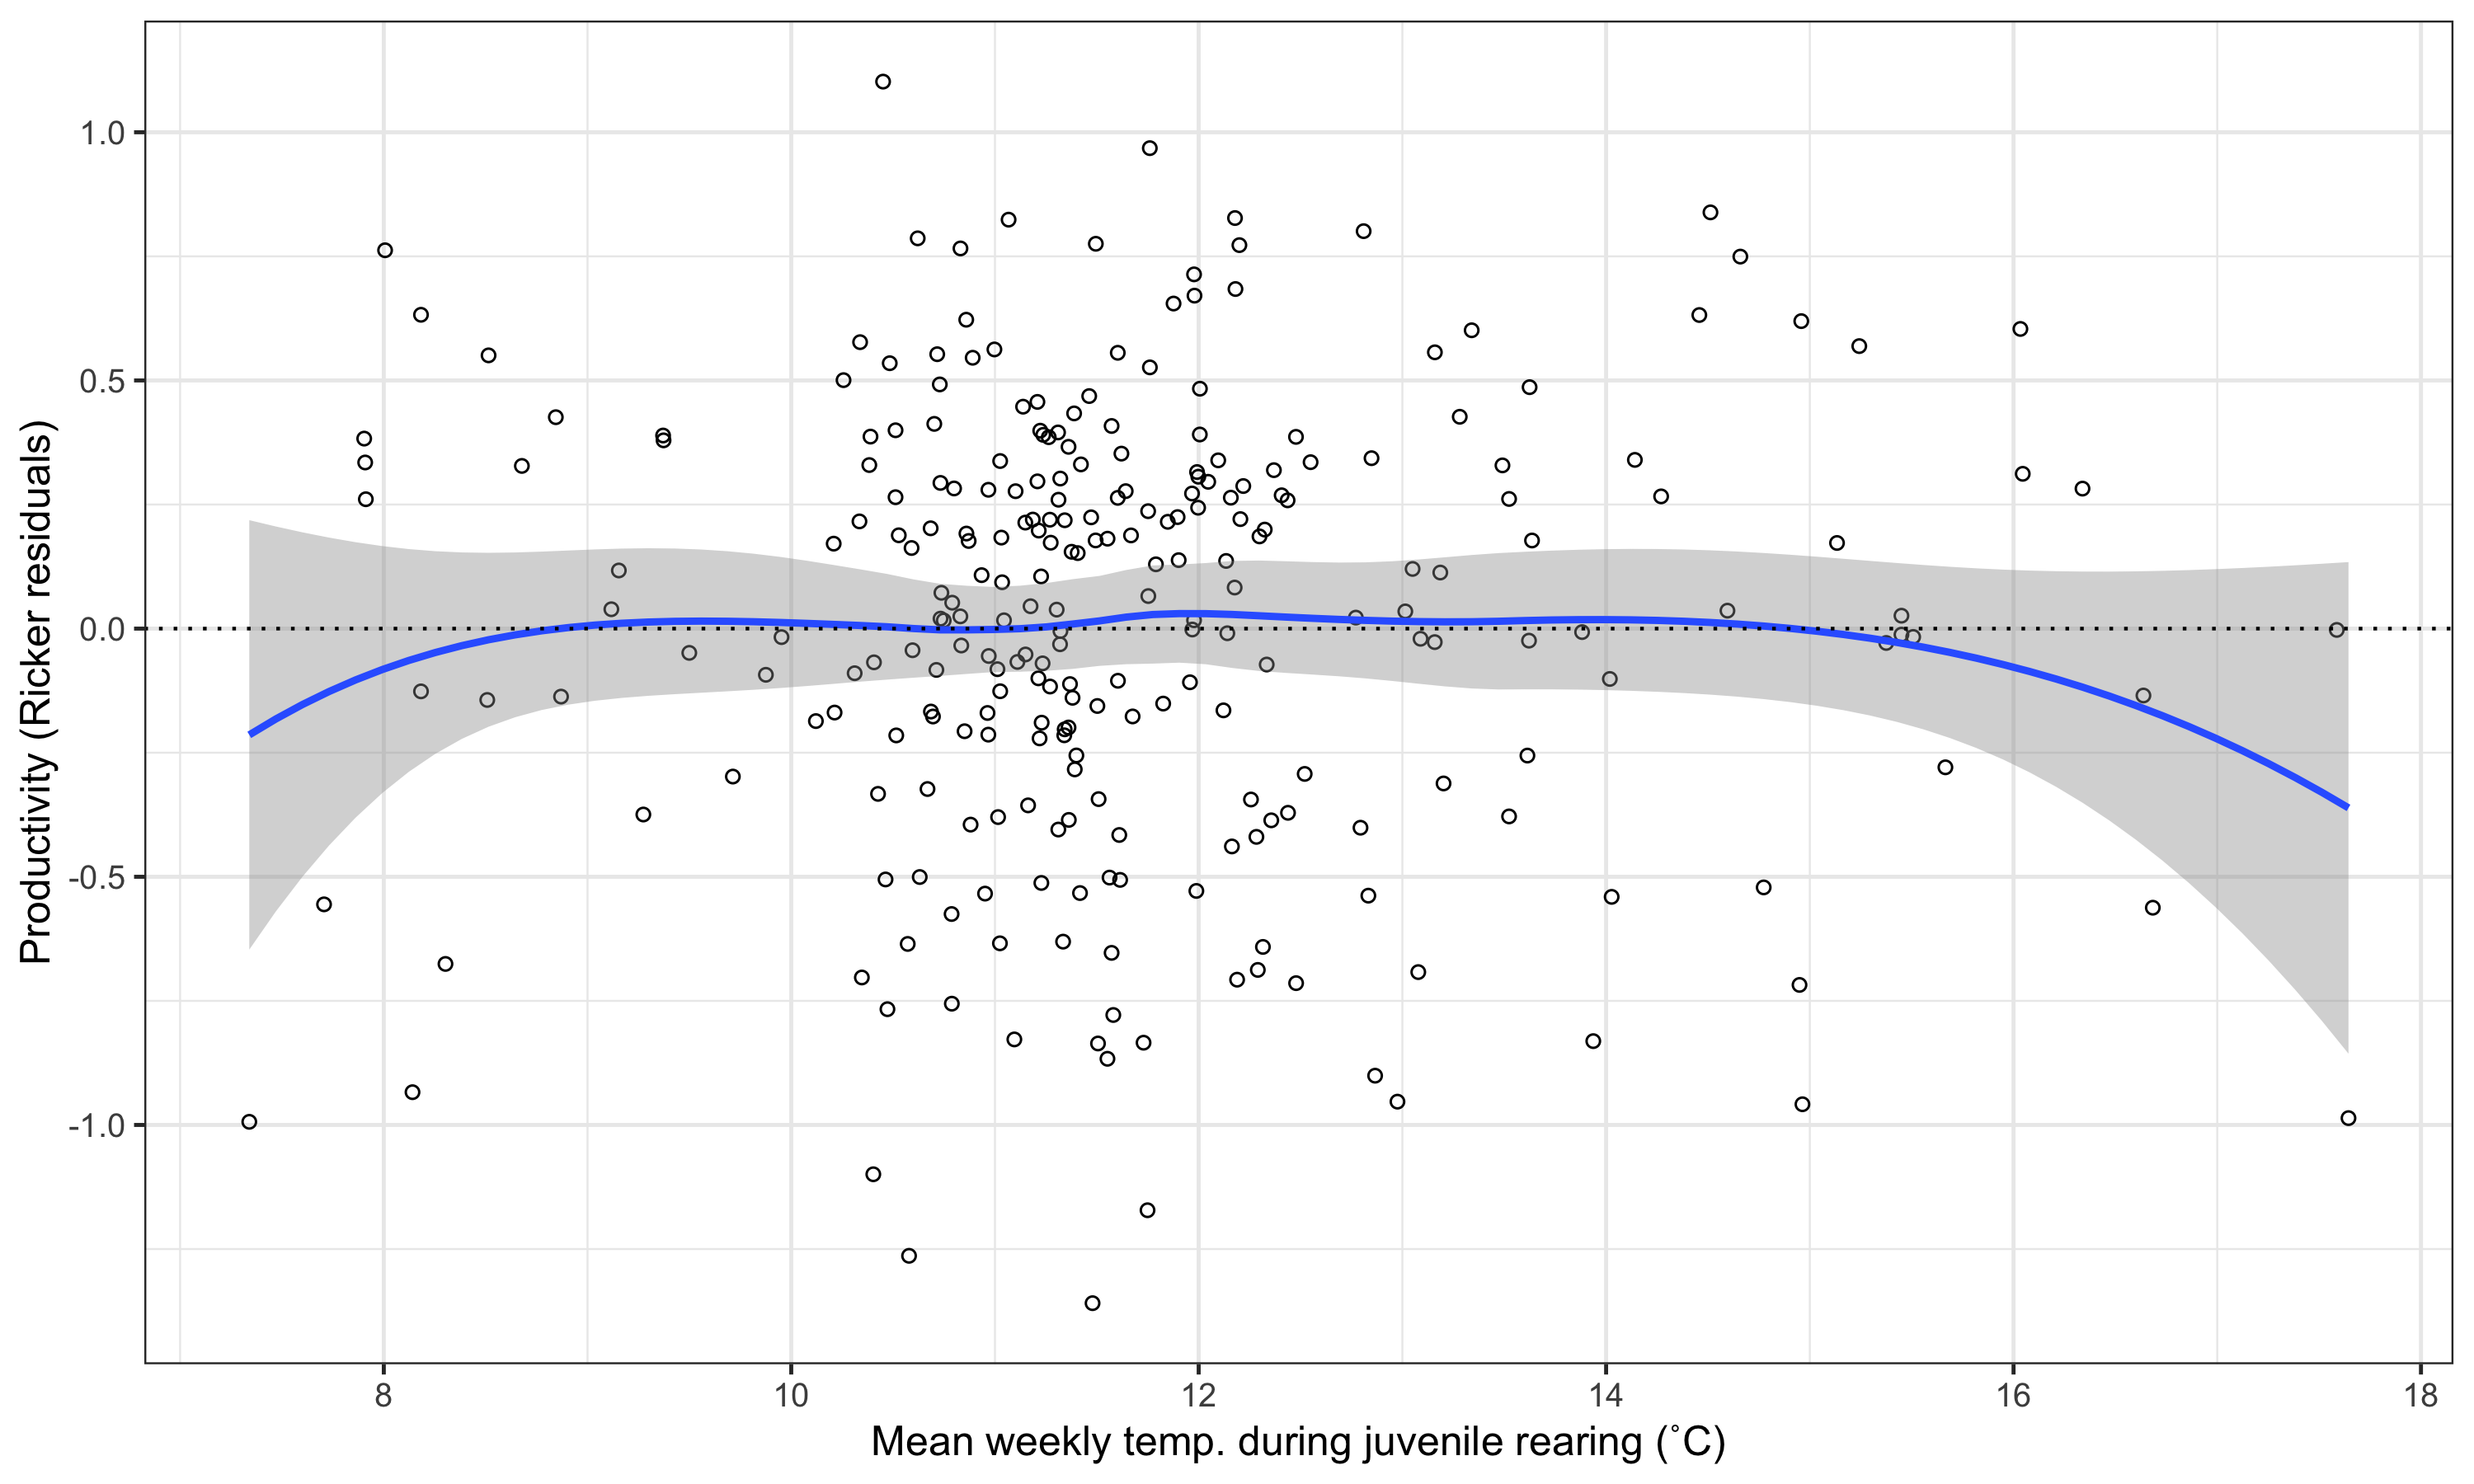 Productivity (Ricker residuals)
1.0
0.5
0.0
-0.5
-1.0
8 10 12 14 16 18
Mean weekly temp. during juvenile rearing (˚C)